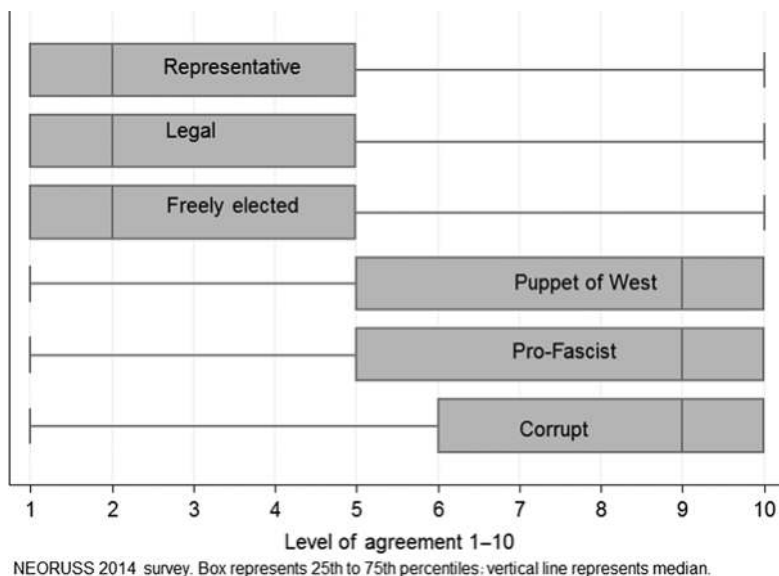 Representative
Legal
Freely elected
Puppet of West
Pro-Fascist
Corrupt
1 2 3 4 5 6 7 8 9 10
Level of agreement 1–10
NEORUSS 2014 survey. Box represents 25th to 75th percentiles; vertical line represents median.